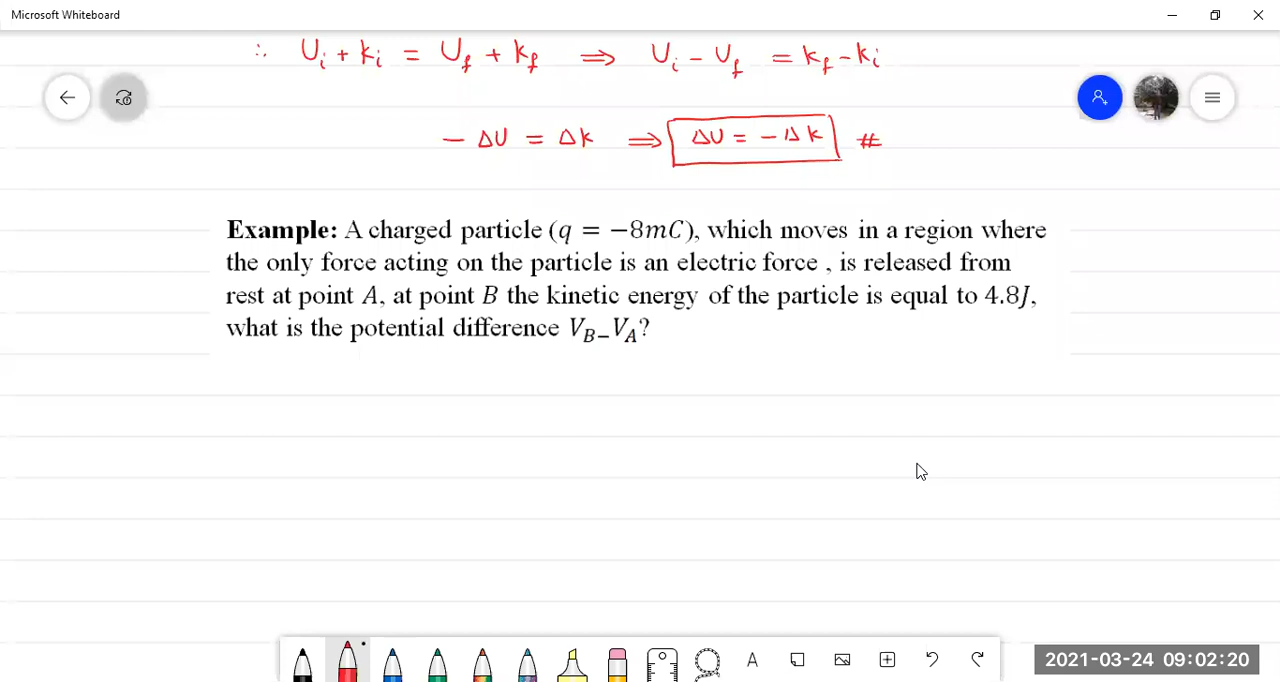 Microsoft Whiteboard
∴ Ui + ki = Uf + kf ⟹ Ui − Uf = kf − ki
− ΔU = Δk ⟹ ΔU = − Δk #
Example: A charged particle (q = −8mC), which moves in a region where
the only force acting on the particle is an electric force , is released from
rest at point A, at point B the kinetic energy of the particle is equal to 4.8J,
what is the potential difference V_B−V_A?
A
2021-03-24 09:02:20